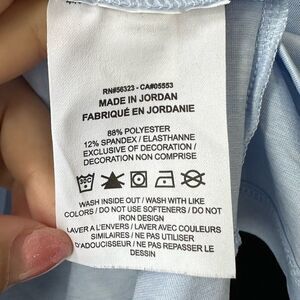 RN#56323 - CA#05553
MADE IN JORDAN
FABRIQUÉ EN JORDANIE
88% POLYESTER
12% SPANDEX / ELASTHANNE
EXCLUSIVE OF DECORATION /
DECORATION NON COMPRISE
WASH INSIDE OUT / WASH WITH LIKE
COLORS / DO NOT USE SOFTENERS / DO NOT
IRON DESIGN
LAVER A L'ENVERS / LAVER AVEC COULEURS
SIMILAIRES / NE PAS UTILISER
D'ADOUCISSEUR / NE PAS REPASSER LE
DESSIN